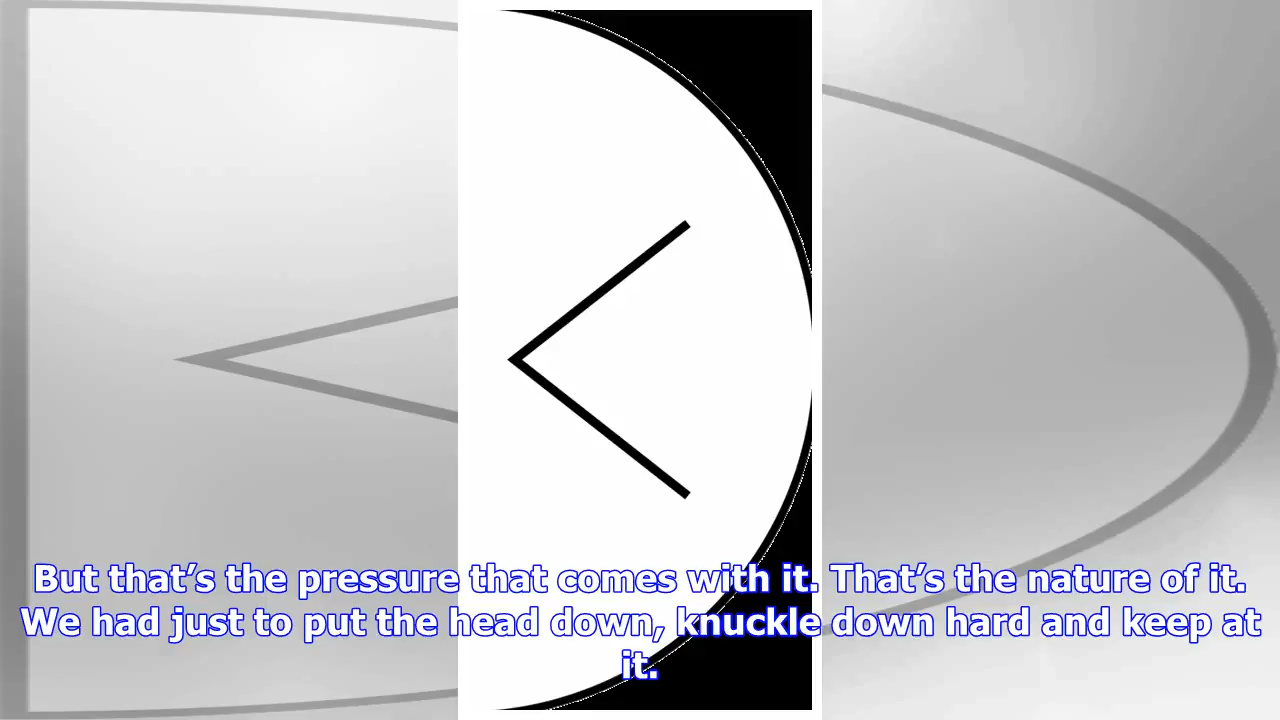 But that’s the pressure that comes with it. That’s the nature of it.
We had just to put the head down, knuckle down hard and keep at
it.